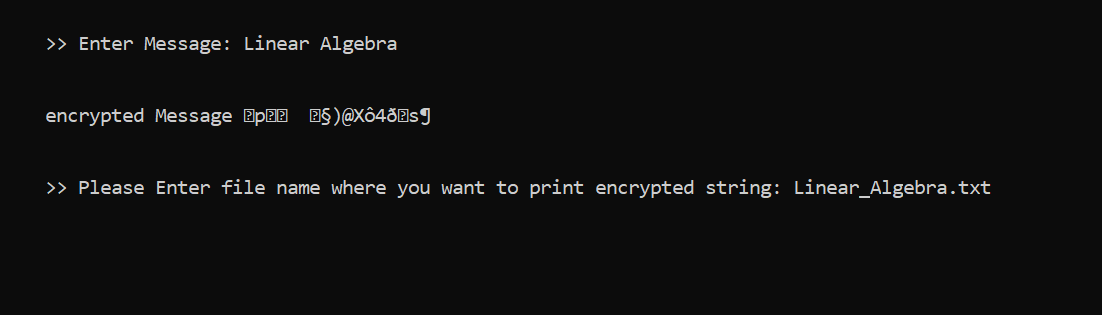 >> Enter Message: Linear Algebra
encrypted Message �p��  �§)@Xô4ð�s¶
>> Please Enter file name where you want to print encrypted string: Linear_Algebra.txt